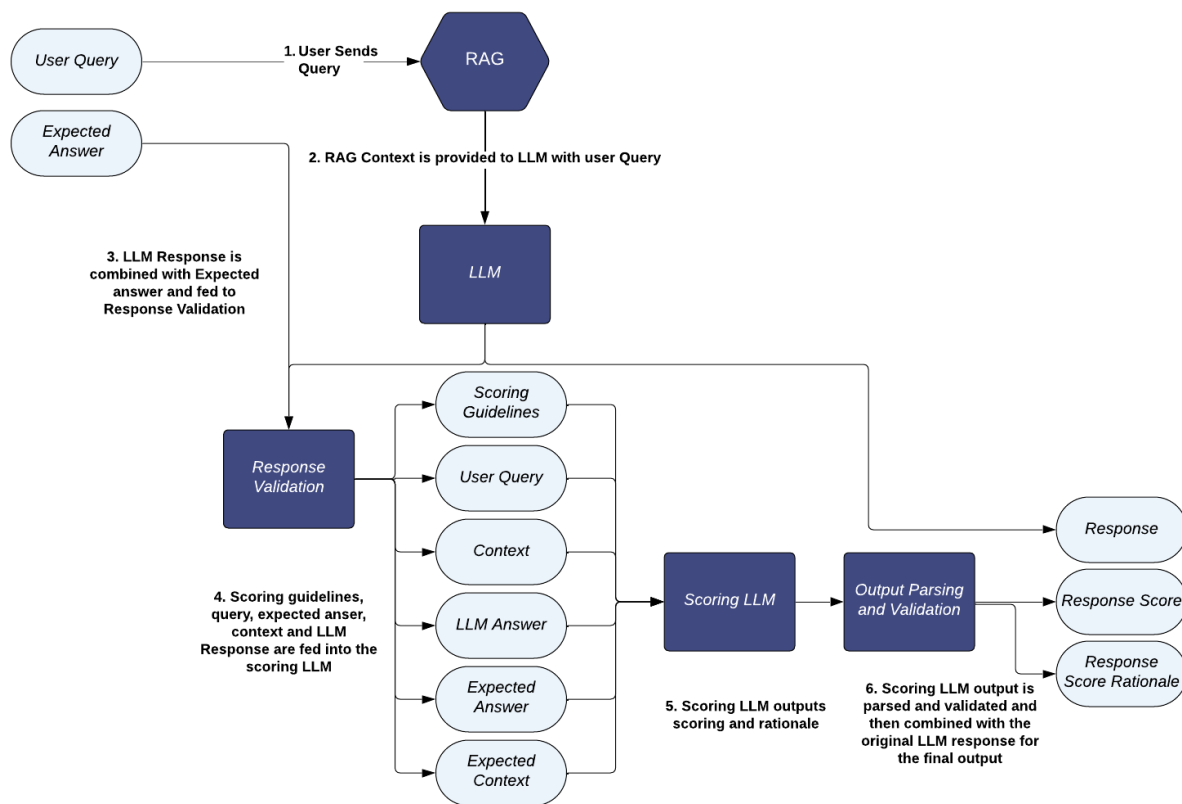 User Query
1. User Sends
Query
RAG
Expected
Answer
2. RAG Context is provided to LLM with user Query
3. LLM Response is
combined with Expected
answer and fed to
Response Validation
LLM
Response
Validation
Scoring
Guidelines
User Query
Context
LLM Answer
Expected
Answer
Expected
Context
4. Scoring guidelines,
query, expected anser,
context and LLM
Response are fed into the
scoring LLM
Scoring LLM
5. Scoring LLM outputs
scoring and rationale
Output Parsing
and Validation
6. Scoring LLM output is
parsed and validated and
then combined with the
original LLM response for
the final output
Response
Response Score
Response
Score Rationale